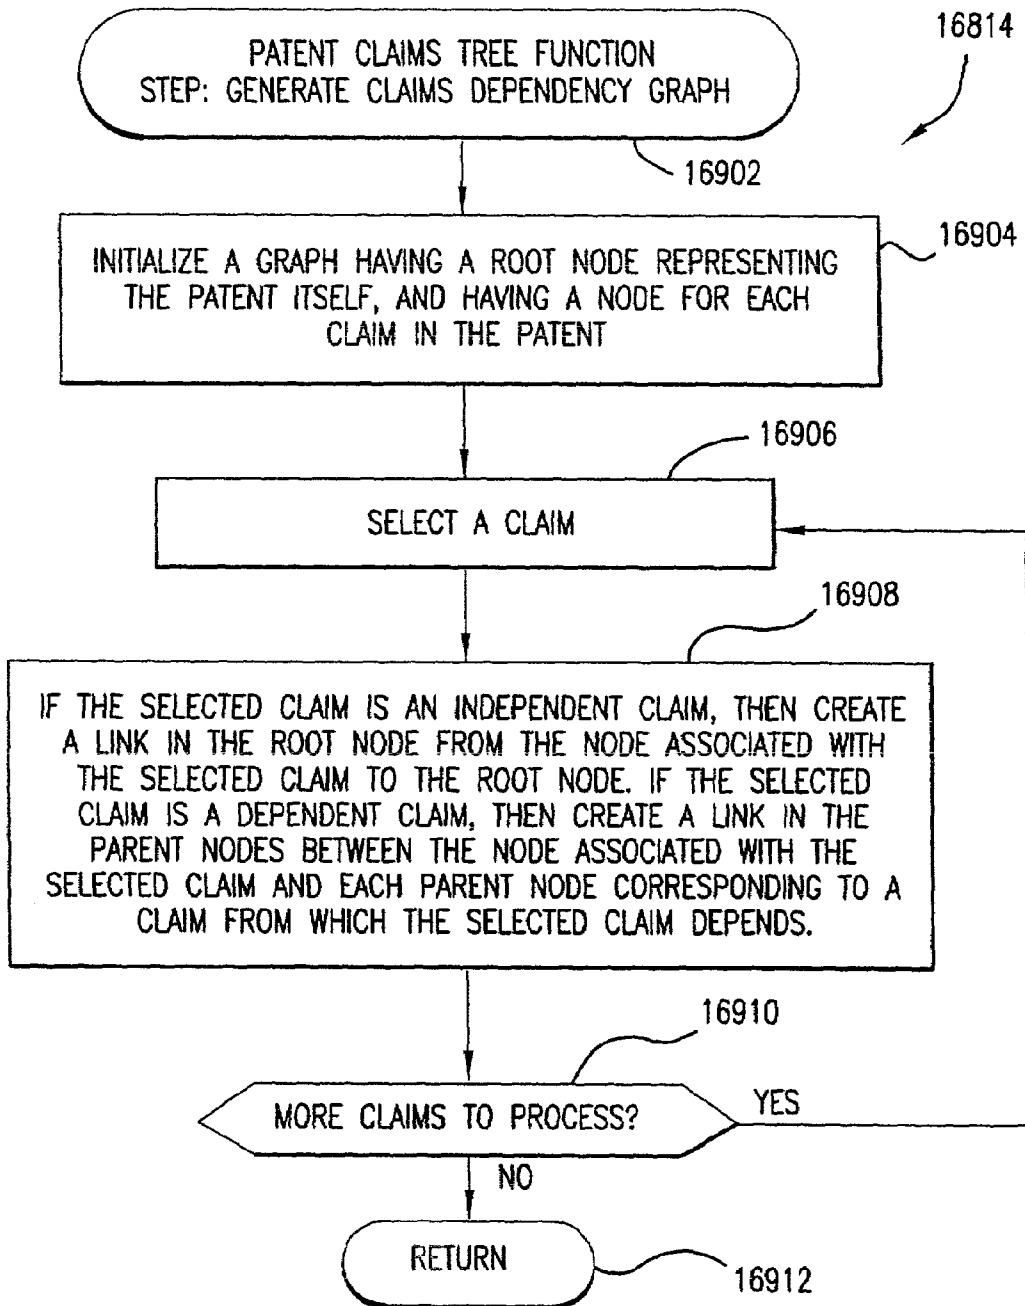 16814
PATENT CLAIMS TREE FUNCTION
STEP: GENERATE CLAIMS DEPENDENCY GRAPH
16902
16904
INITIALIZE A GRAPH HAVING A ROOT NODE REPRESENTING
THE PATENT ITSELF, AND HAVING A NODE FOR EACH
CLAIM IN THE PATENT
16906
SELECT A CLAIM
16908
IF THE SELECTED CLAIM IS AN INDEPENDENT CLAIM, THEN CREATE
A LINK IN THE ROOT NODE FROM THE NODE ASSOCIATED WITH
THE SELECTED CLAIM TO THE ROOT NODE. IF THE SELECTED
CLAIM IS A DEPENDENT CLAIM, THEN CREATE A LINK IN THE
PARENT NODES BETWEEN THE NODE ASSOCIATED WITH THE
SELECTED CLAIM AND EACH PARENT NODE CORRESPONDING TO A
CLAIM FROM WHICH THE SELECTED CLAIM DEPENDS.
16910
MORE CLAIMS TO PROCESS?
YES
NO
RETURN
16912